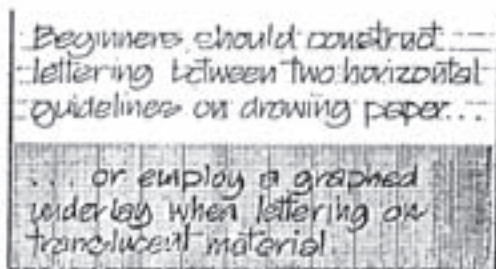 Beginners should construct
lettering between two horizontal
guidelines on drawing paper...
... or employ a graphed
underlay when lettering on
translucent material.